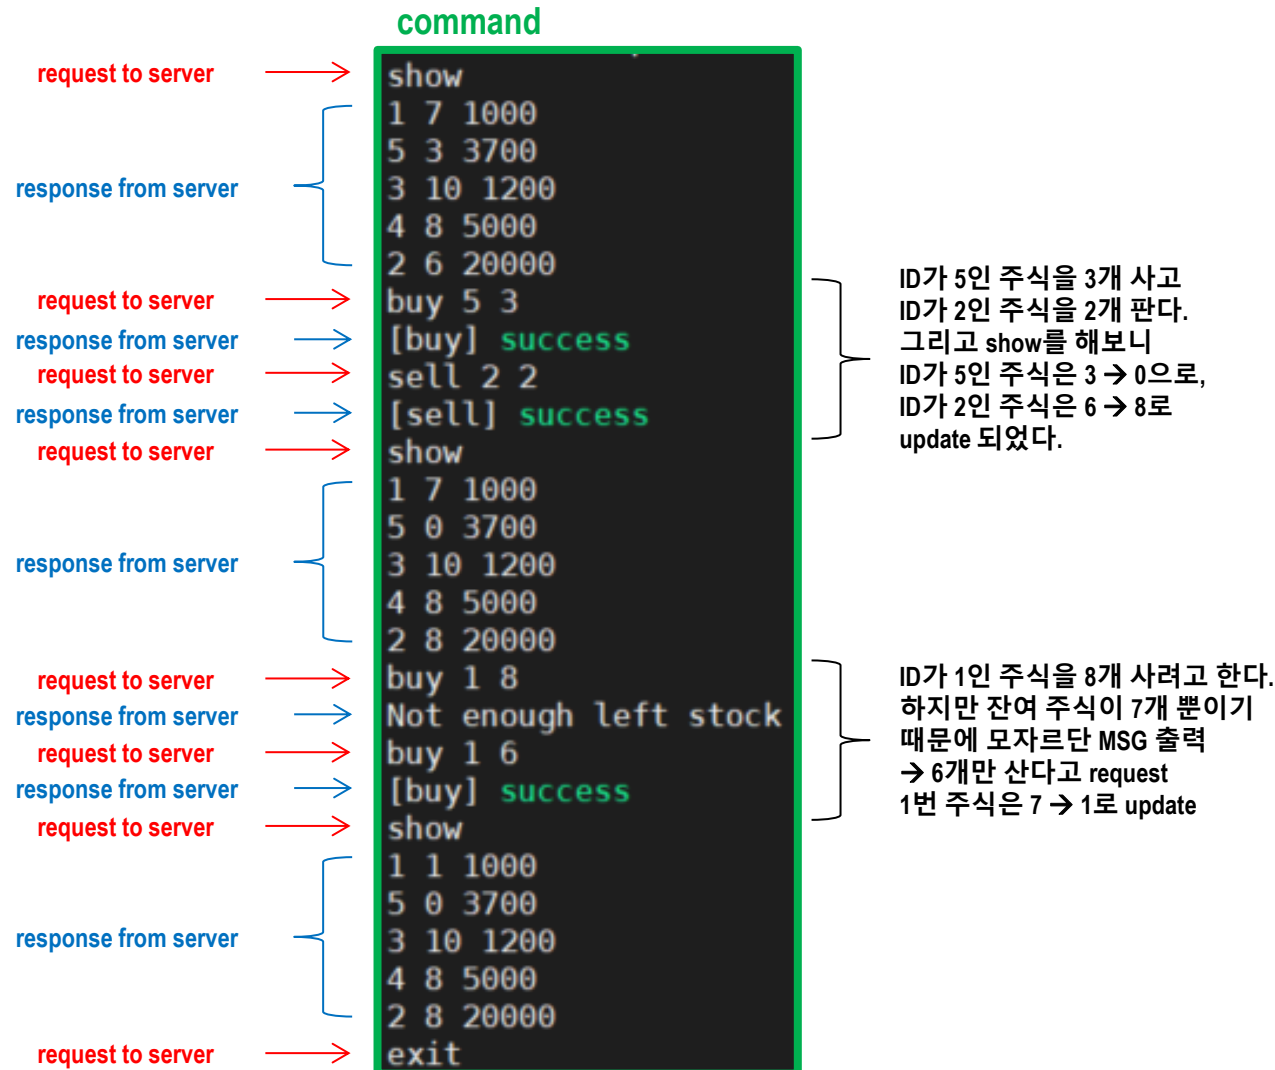 command
request to server
show
1 7 1000
5 3 3700
response from server
3 10 1200
4 8 5000
2 6 20000
request to server
buy 5 3
response from server
[buy] success
request to server
sell 2 2
response from server
[sell] success
request to server
show
ID가 5인 주식을 3개 사고
ID가 2인 주식을 2개 판다.
그리고 show를 해보니
ID가 5인 주식은 3 → 0으로,
ID가 2인 주식은 6 → 8로
update 되었다.
1 7 1000
5 0 3700
response from server
3 10 1200
4 8 5000
2 8 20000
request to server
buy 1 8
response from server
Not enough left stock
request to server
buy 1 6
response from server
[buy] success
request to server
show
ID가 1인 주식을 8개 사려고 한다.
하지만 잔여 주식이 7개 뿐이기
때문에 모자르단 MSG 출력
→ 6개만 산다고 request
1번 주식은 7 → 1로 update
1 1 1000
5 0 3700
response from server
3 10 1200
4 8 5000
2 8 20000
request to server
exit